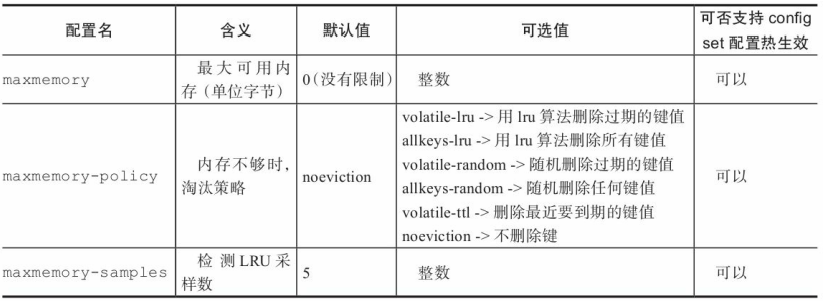 配置名 含义 默认值 可选值 可否支持 config
set 配置热生效
maxmemory 最大可用内
存（单位字节） 0（没有限制） 整数 可以
maxmemory-policy 内存不够时，
淘汰策略 noeviction volatile-lru -> 用 lru 算法删除过期的键值
allkeys-lru -> 用 lru 算法删除所有键值
volatile-random -> 随机删除过期的键值
allkeys-random -> 随机删除任何键值
volatile-ttl -> 删除最近要到期的键值
noeviction -> 不删除键
可以
maxmemory-samples 检 测 LRU 采
样数 5 整数 可以